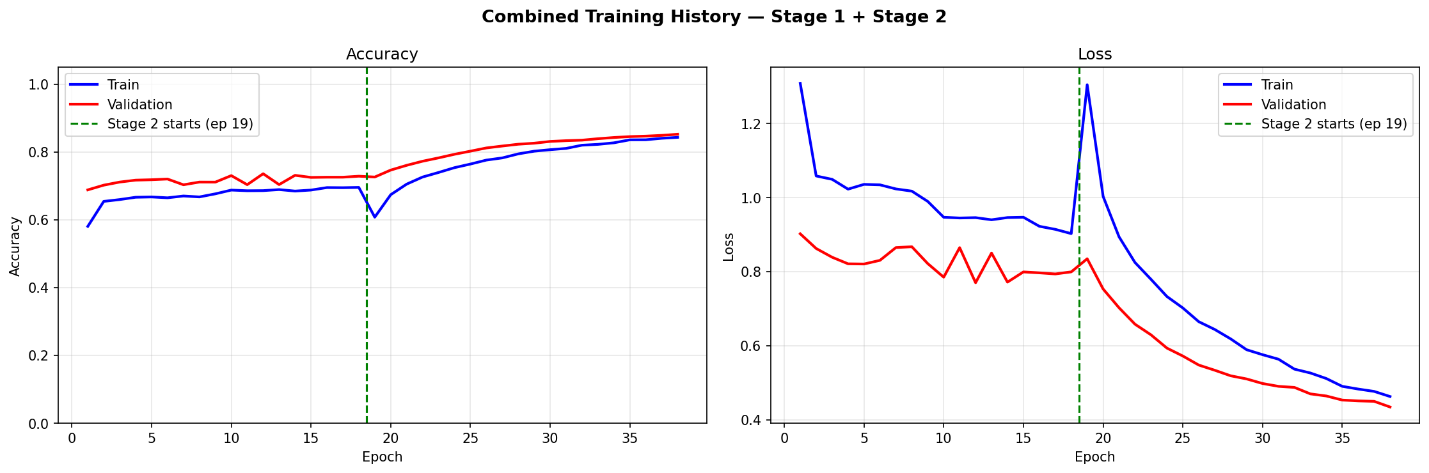 Combined Training History — Stage 1 + Stage 2
Accuracy
Train
Validation
Stage 2 starts (ep 19)
1.0
0.8
0.6
0.4
0.2
0.0
Accuracy
0
5
10
15
20
25
30
35
Epoch
Loss
Train
Validation
Stage 2 starts (ep 19)
1.2
1.0
0.8
0.6
0.4
Loss
0
5
10
15
20
25
30
35
Epoch